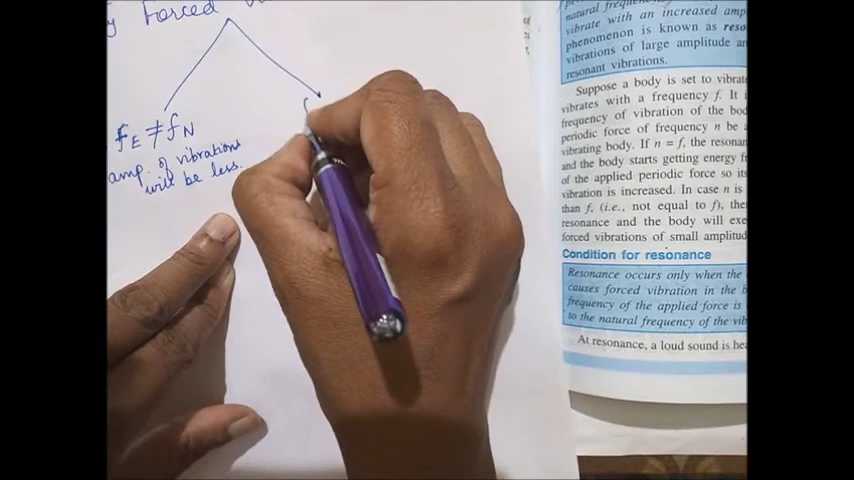 Forced
fE ≠ fN
amp. of vibrations
will be less.
natural frequency
vibrate with an increased amp
phenomenon is known as reso
vibrations of large amplitude a
resonant vibrations.
Suppose a body is set to vibrat
vibrates with a frequency f. It i
frequency of vibration of the bod
periodic force of frequency n be a
vibrating body. If n = f, the resonan
and the body starts getting energy fr
of the applied periodic force so its
vibration is increased. In case n is
than f, (i.e., not equal to f), the
resonance and the body will exe
forced vibrations of small amplitud
Condition for resonance
Resonance occurs only when the
causes forced vibration in the b
frequency of the applied force is
to the natural frequency of the vib
At resonance, a loud sound is hea